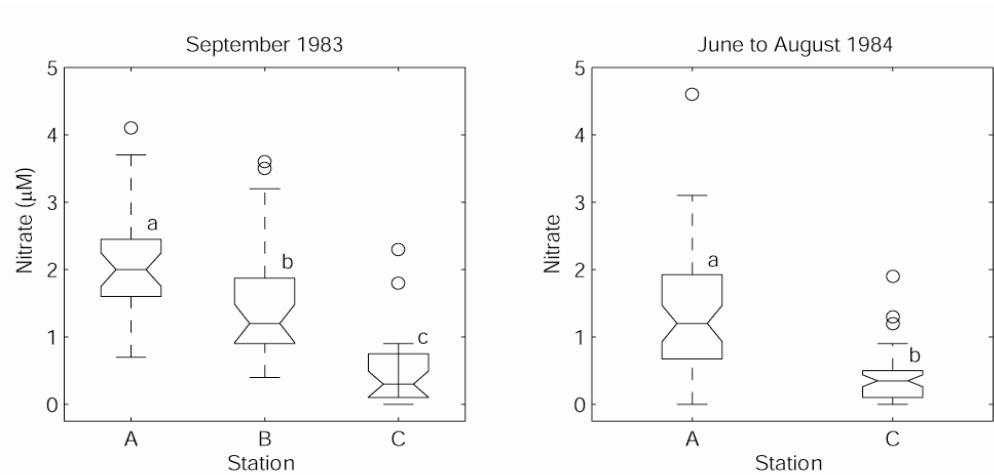 September 1983
5
4
3
2
1
0
Nitrate (μM)
a
b
c
A B C
Station
June to August 1984
5
4
3
2
1
0
Nitrate
a
b
A C
Station